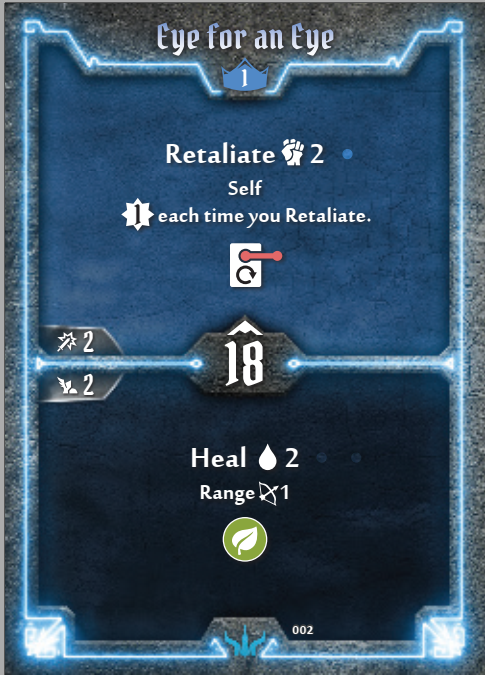 Eye for an Eye
1
Retaliate 2
Self
1 each time you Retaliate.
2
18
2
Heal 2
Range 1
002